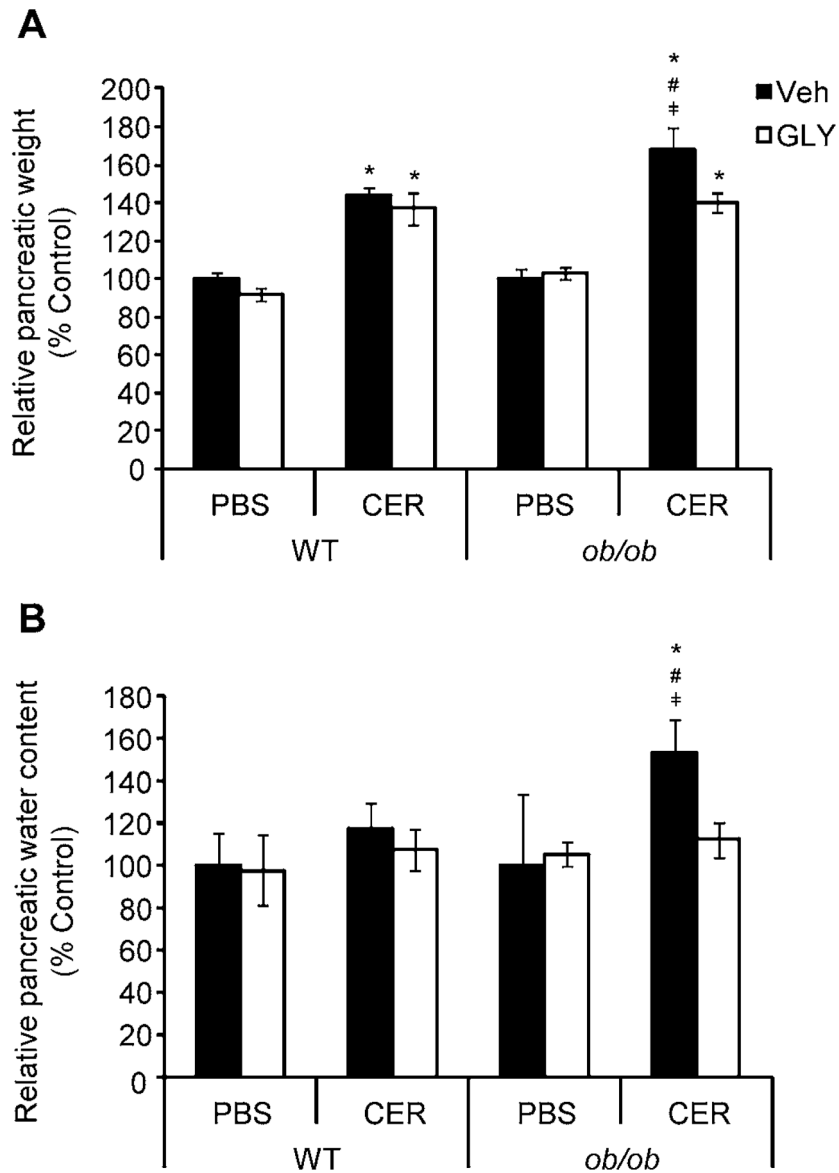 A
Relative pancreatic weight
(% Control)
200
180
160
140
120
100
80
60
40
20
0
* *
*
#
ǂ
*
Veh
GLY
PBS CER PBS CER
WT ob/ob
B
Relative pancreatic water content
(% Control)
180
160
140
120
100
80
60
40
20
0
*
#
ǂ
PBS CER PBS CER
WT ob/ob